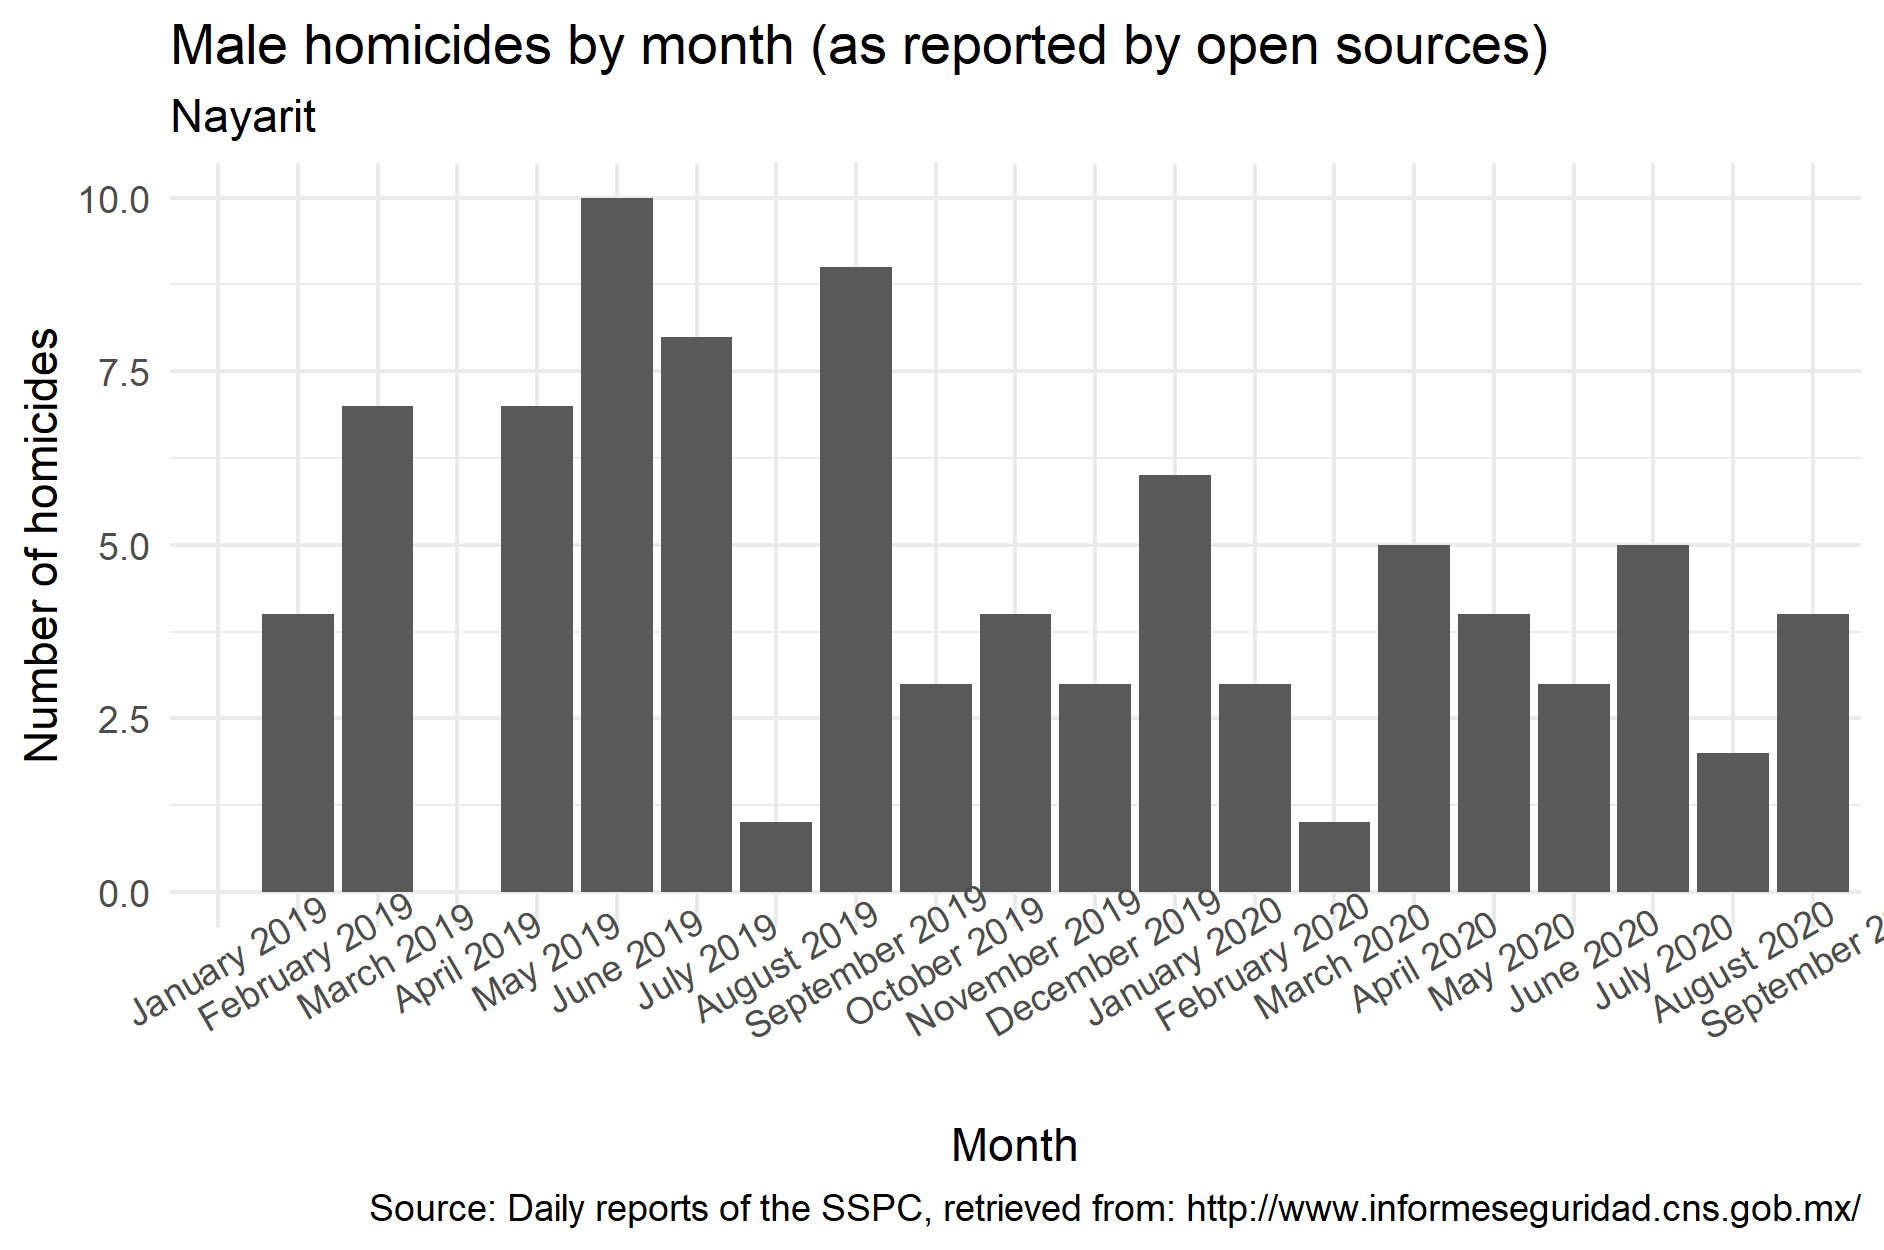 Male homicides by month (as reported by open sources)
Nayarit
Number of homicides
10.0
7.5
5.0
2.5
0.0
January 2019
February 2019
March 2019
April 2019
May 2019
June 2019
July 2019
August 2019
September 2019
October 2019
November 2019
December 2019
January 2020
February 2020
March 2020
April 2020
May 2020
June 2020
July 2020
August 2020
September 2
Month
Source: Daily reports of the SSPC, retrieved from: http://www.informeseguridad.cns.gob.mx/